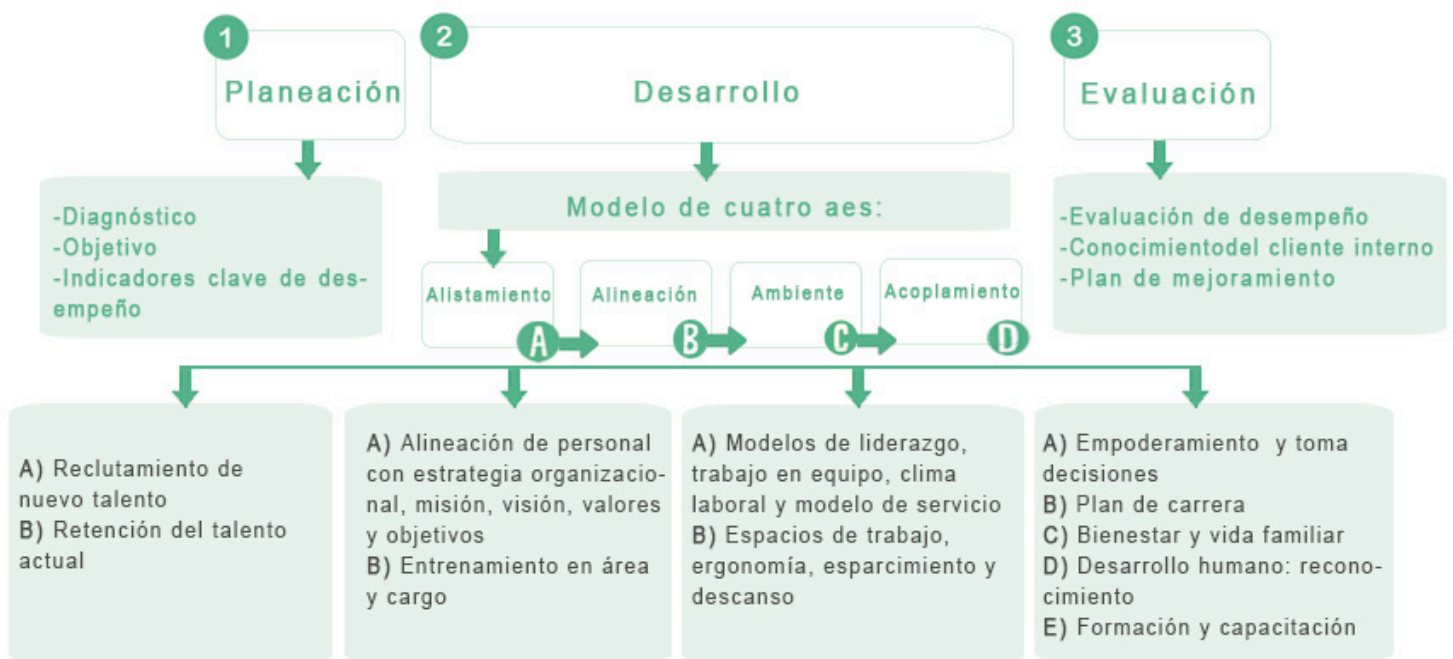 1
Planeación
2
Desarrollo
3
Evaluación
-Diagnóstico
-Objetivo
-Indicadores clave de des-
empeño
Modelo de cuatro aes:
-Evaluación de desempeño
-Conocimientodel cliente interno
-Plan de mejoramiento
Alistamiento
A
Alineación
B
Ambiente
C
Acoplamiento
D
A) Reclutamiento de
nuevo talento
B) Retención del talento
actual
A) Alineación de personal
con estrategia organizacio-
nal, misión, visión, valores
y objetivos
B) Entrenamiento en área
y cargo
A) Modelos de liderazgo,
trabajo en equipo, clima
laboral y modelo de servicio
B) Espacios de trabajo,
ergonomía, esparcimiento y
descanso
A) Empoderamiento y toma
decisiones
B) Plan de carrera
C) Bienestar y vida familiar
D) Desarrollo humano: recono-
cimiento
E) Formación y capacitación